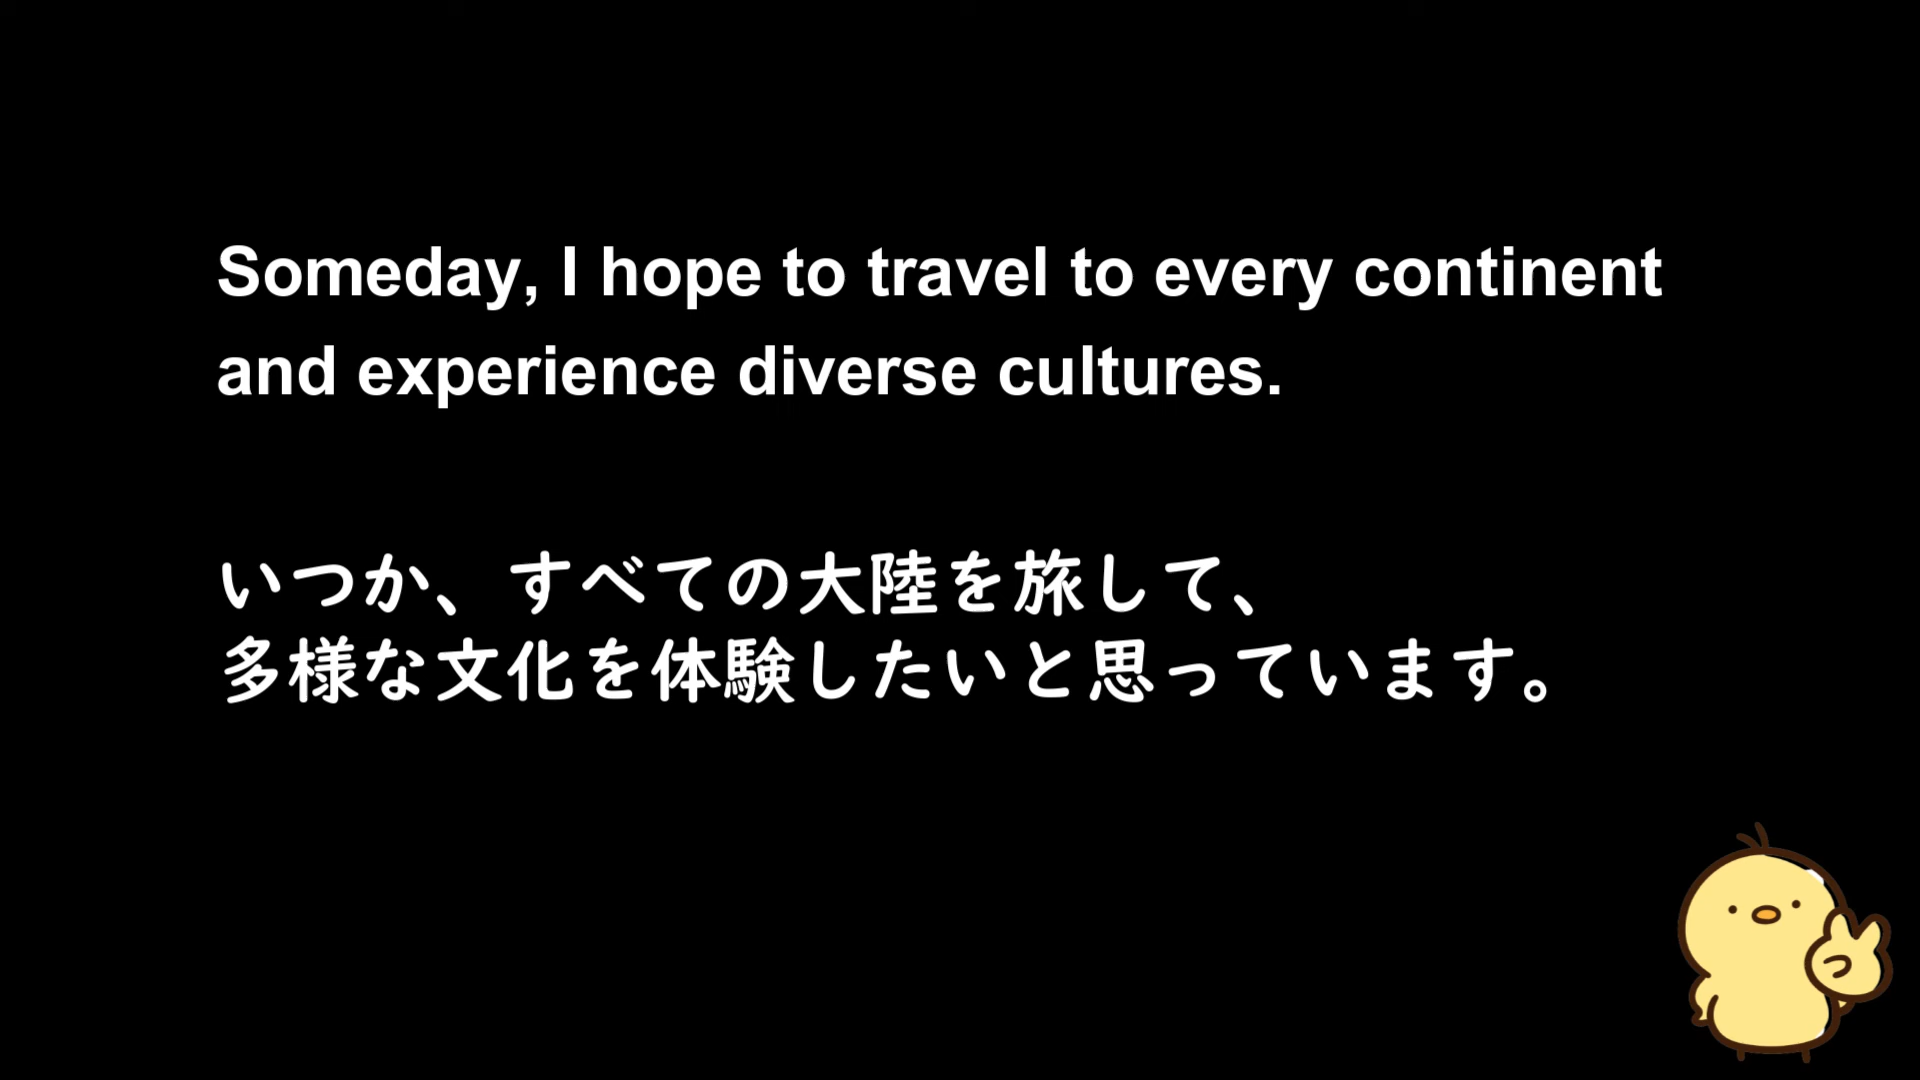 Someday, I hope to travel to every continent
and experience diverse cultures.
いつか、すべての大陸を旅して、
多様な文化を体験したいと思っています。